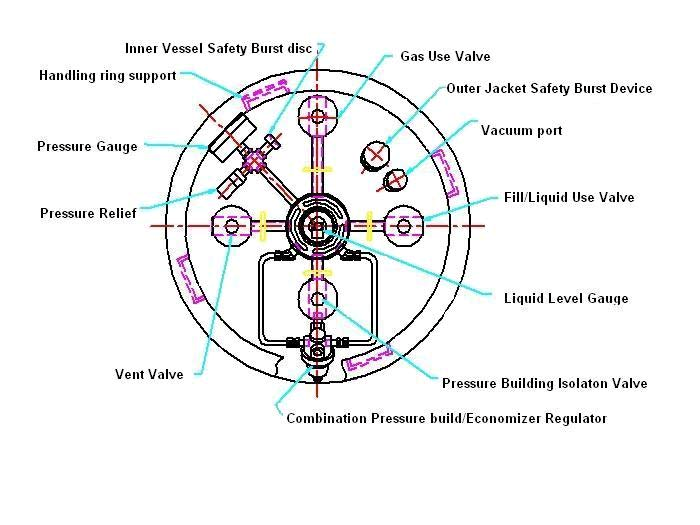 Inner Vessel Safety Burst disc
Gas Use Valve
Handling ring support
Outer Jacket Safety Burst Device
Vacuum port
Pressure Gauge
Fill/Liquid Use Valve
Pressure Relief
Liquid Level Gauge
Vent Valve
Pressure Building Isolaton Valve
Combination Pressure build/Economizer Regulator